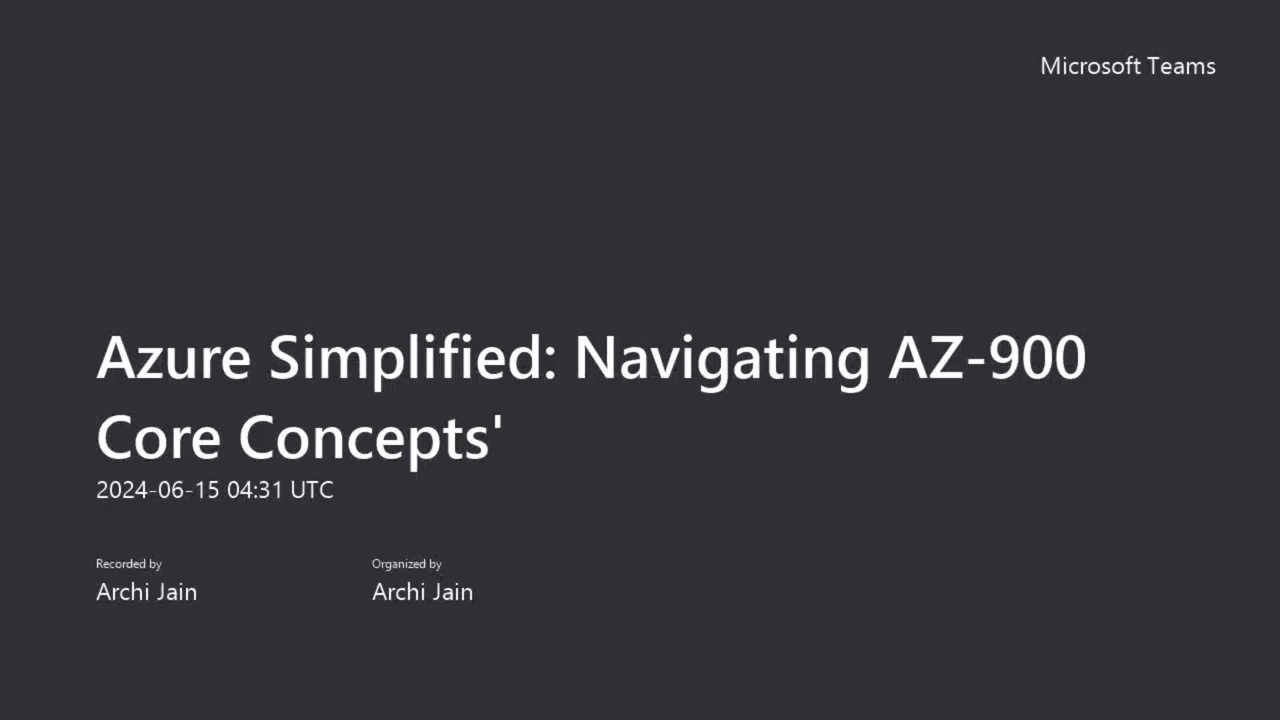 Microsoft Teams
Azure Simplified: Navigating AZ-900
Core Concepts'
2024-06-15 04:31 UTC
Recorded by
Organized by
Archi Jain
Archi Jain